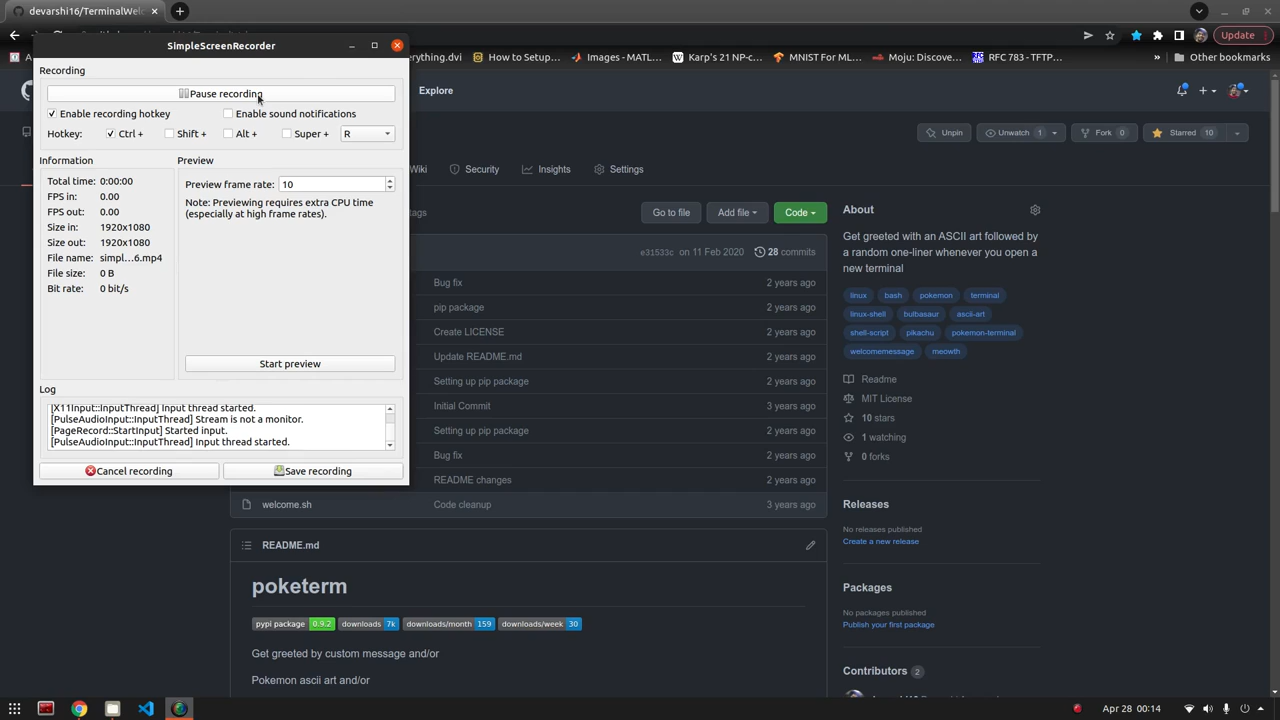 devarshi16/TerminalWel
SimpleScreenRecorder
Update
erything.dvi
How to Setup...
Images - MATL...
Karp's 21 NP-c...
MNIST For ML...
Moju: Discove...
RFC 783 - TFTP...
»
Other bookmarks
Recording
Pause recording
Enable recording hotkey
Enable sound notifications
Hotkey:
Ctrl +
Shift +
Alt +
Super +
R
Information
Total time: 0:00:00
FPS in: 0.00
FPS out: 0.00
Size in: 1920x1080
Size out: 1920x1080
File name: simpl...6.mp4
File size: 0 B
Bit rate: 0 bit/s
Preview
Preview frame rate: 10
Note: Previewing requires extra CPU time
(especially at high frame rates).
Start preview
Log
[X11Input::InputThread] Input thread started.
[PulseAudioInput::InputThread] Stream is not a monitor.
[PageRecord::StartInput] Started input.
[PulseAudioInput::InputThread] Input thread started.
Cancel recording
Save recording
Explore
Unpin
Unwatch 1
Fork 0
Starred 10
Wiki
Security
Insights
Settings
tags
Go to file
Add file
Code
e31533c on 11 Feb 2020
28 commits
Bug fix 2 years ago
pip package 2 years ago
Create LICENSE 2 years ago
Update README.md 2 years ago
Setting up pip package 2 years ago
Initial Commit 3 years ago
Setting up pip package 2 years ago
Bug fix 2 years ago
README changes 2 years ago
welcome.sh Code cleanup 3 years ago
README.md
poketerm
pypi package 0.9.2 downloads 7k downloads/month 159 downloads/week 30
Get greeted by custom message and/or
Pokemon ascii art and/or
About
Get greeted with an ASCII art followed by
a random one-liner whenever you open a
new terminal
linux bash pokemon terminal
linux-shell bulbasaur ascii-art
shell-script pikachu pokemon-terminal
welcomemessage meowth
Readme
MIT License
10 stars
1 watching
0 forks
Releases
No releases published
Create a new release
Packages
No packages published
Publish your first package
Contributors 2
Apr 28 00:14